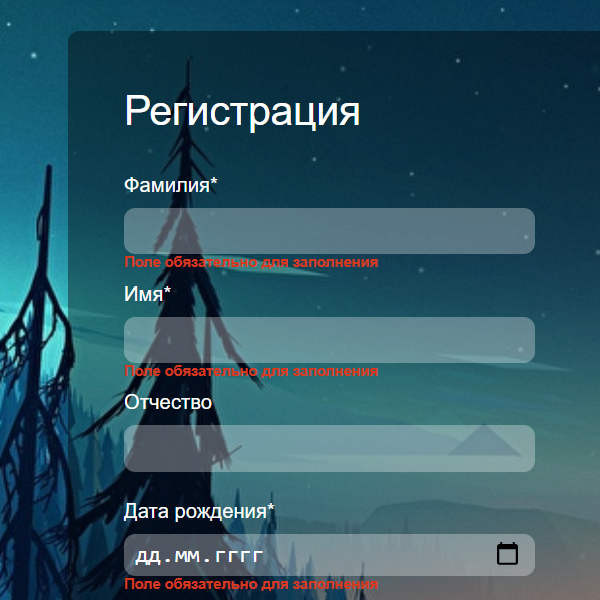 Регистрация
Фамилия*
Поле обязательно для заполнения
Имя*
Поле обязательно для заполнения
Отчество
Дата рождения*
дд.мм.гггг
Поле обязательно для заполнения